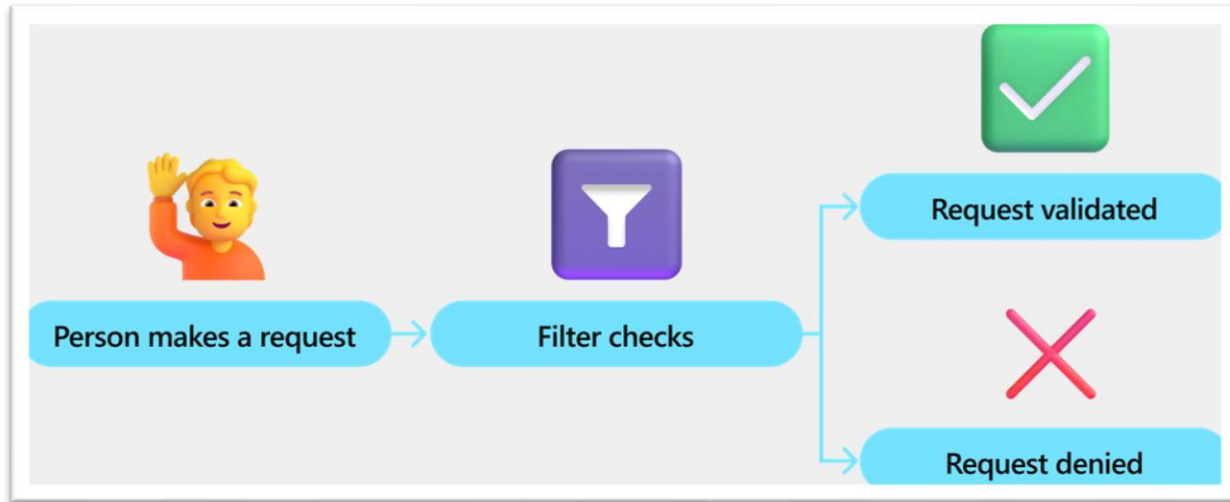 Person makes a request
Filter checks
Request validated
Request denied